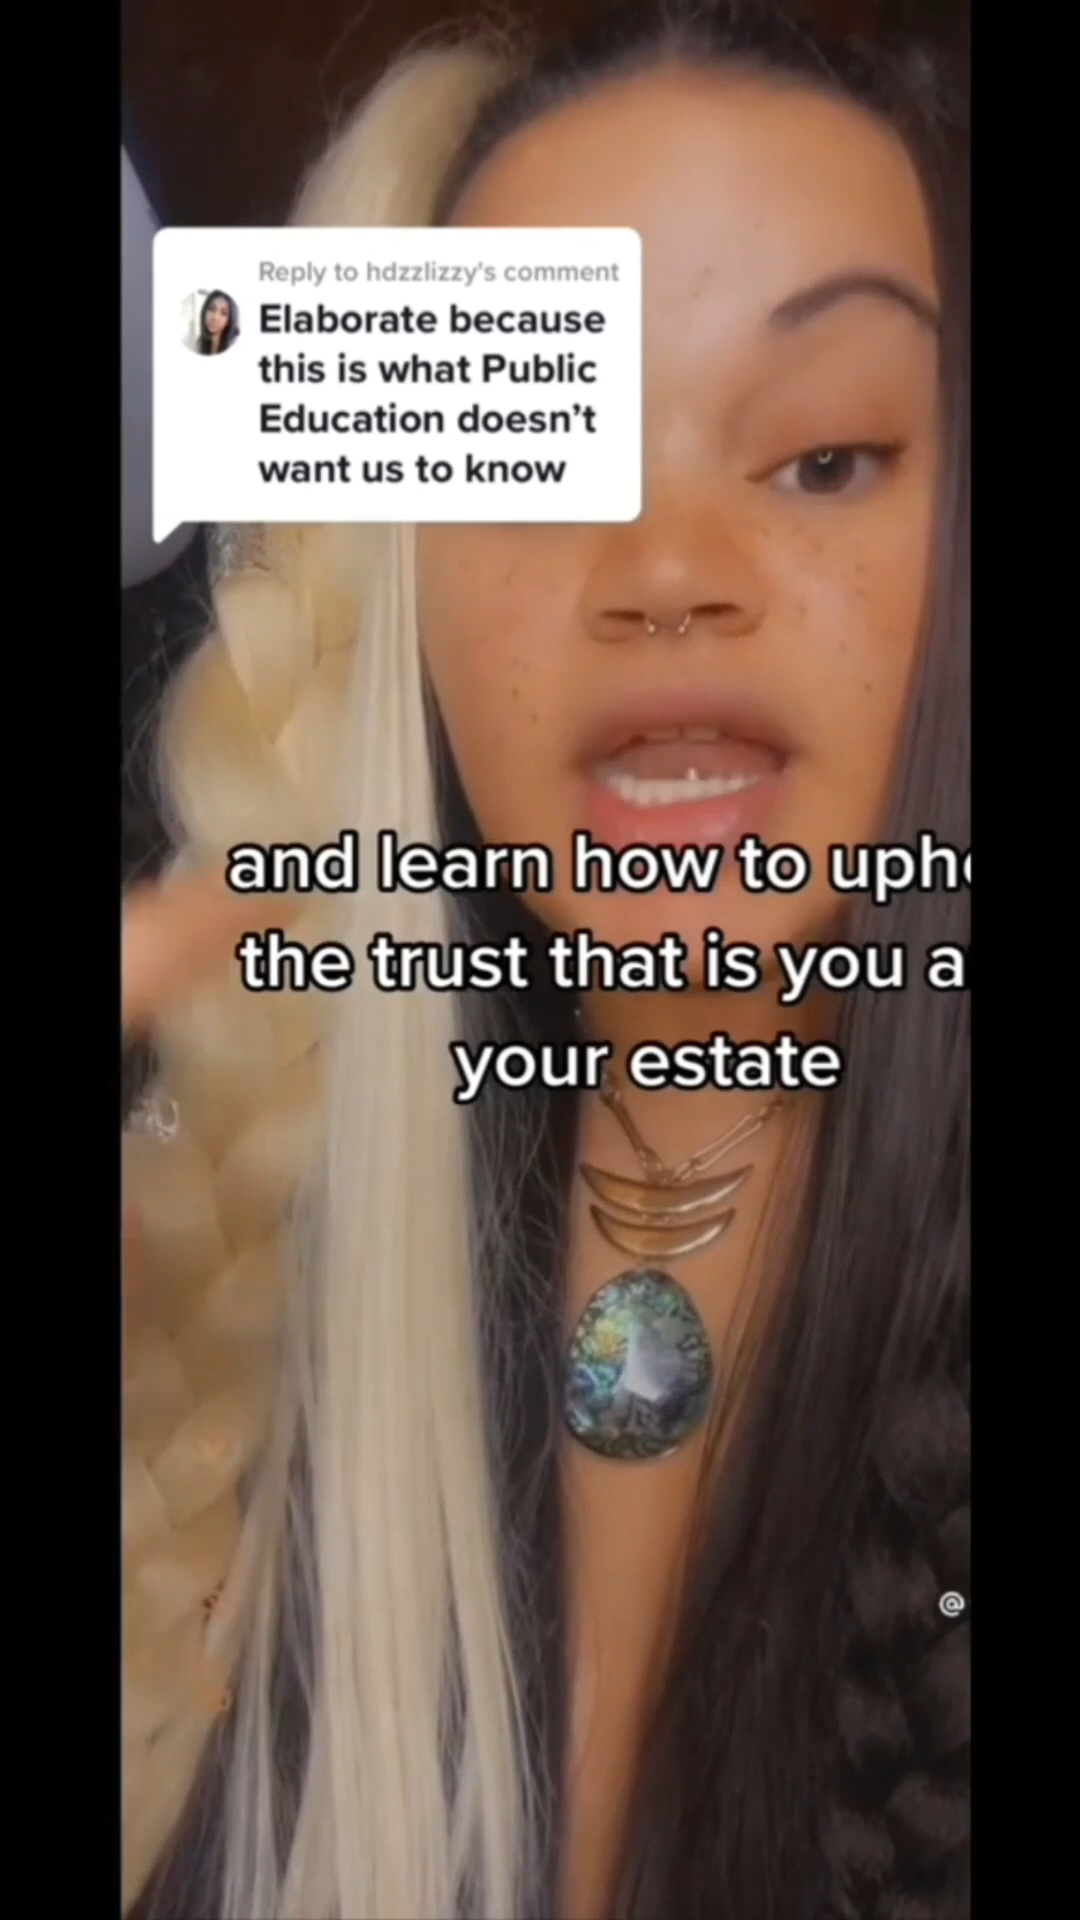 Reply to hdzzlizzy's comment
Elaborate because
this is what Public
Education doesn't
want us to know
and learn how to
the trust that is you
your estate
@